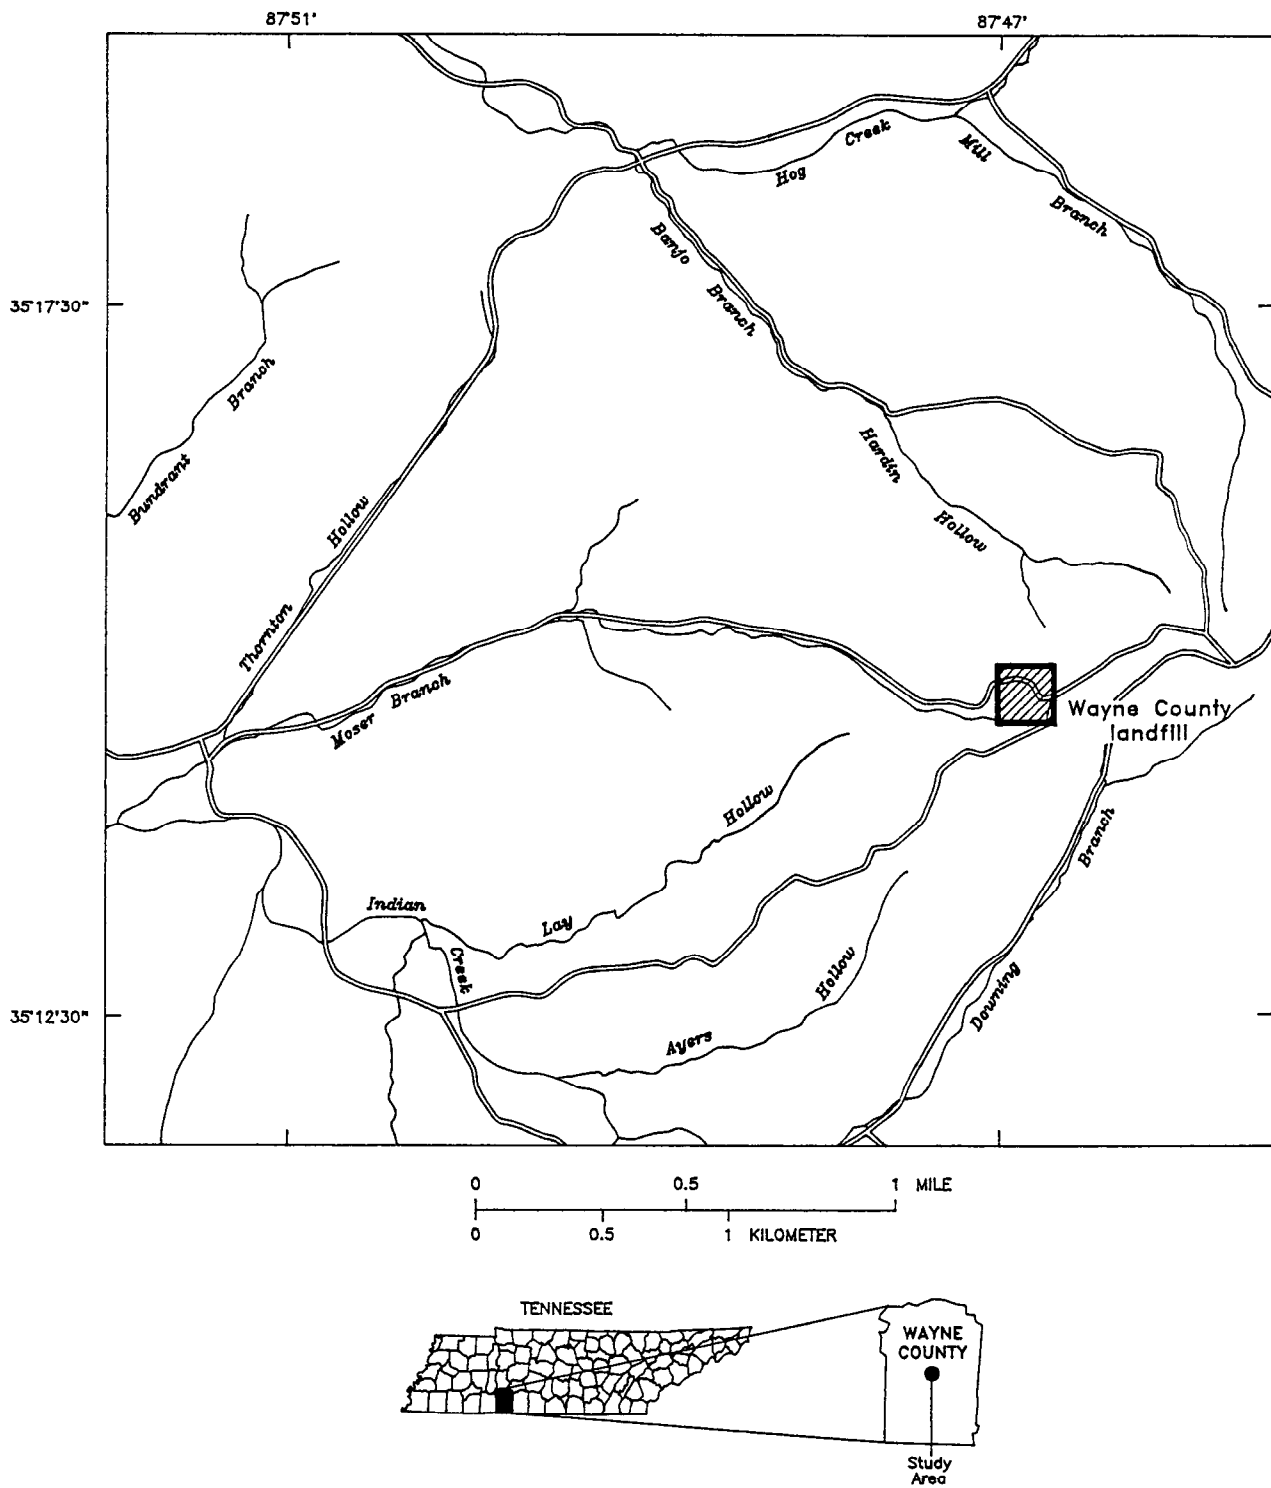 87°51'
87°47'
Creek
Mill
Hog
Branch
Banjo
35°17'30"
Branch
Branch
Hardin
Bundrant
Hollow
Hollow
Thornton
Branch
Moser
Wayne County
landfill
Hollow
Branch
Indian
Lay
Creek
Hollow
Downing
35°12'30"
Ayers
0 0.5 1 MILE
0 0.5 1 KILOMETER
TENNESSEE
WAYNE
COUNTY
Study
Area